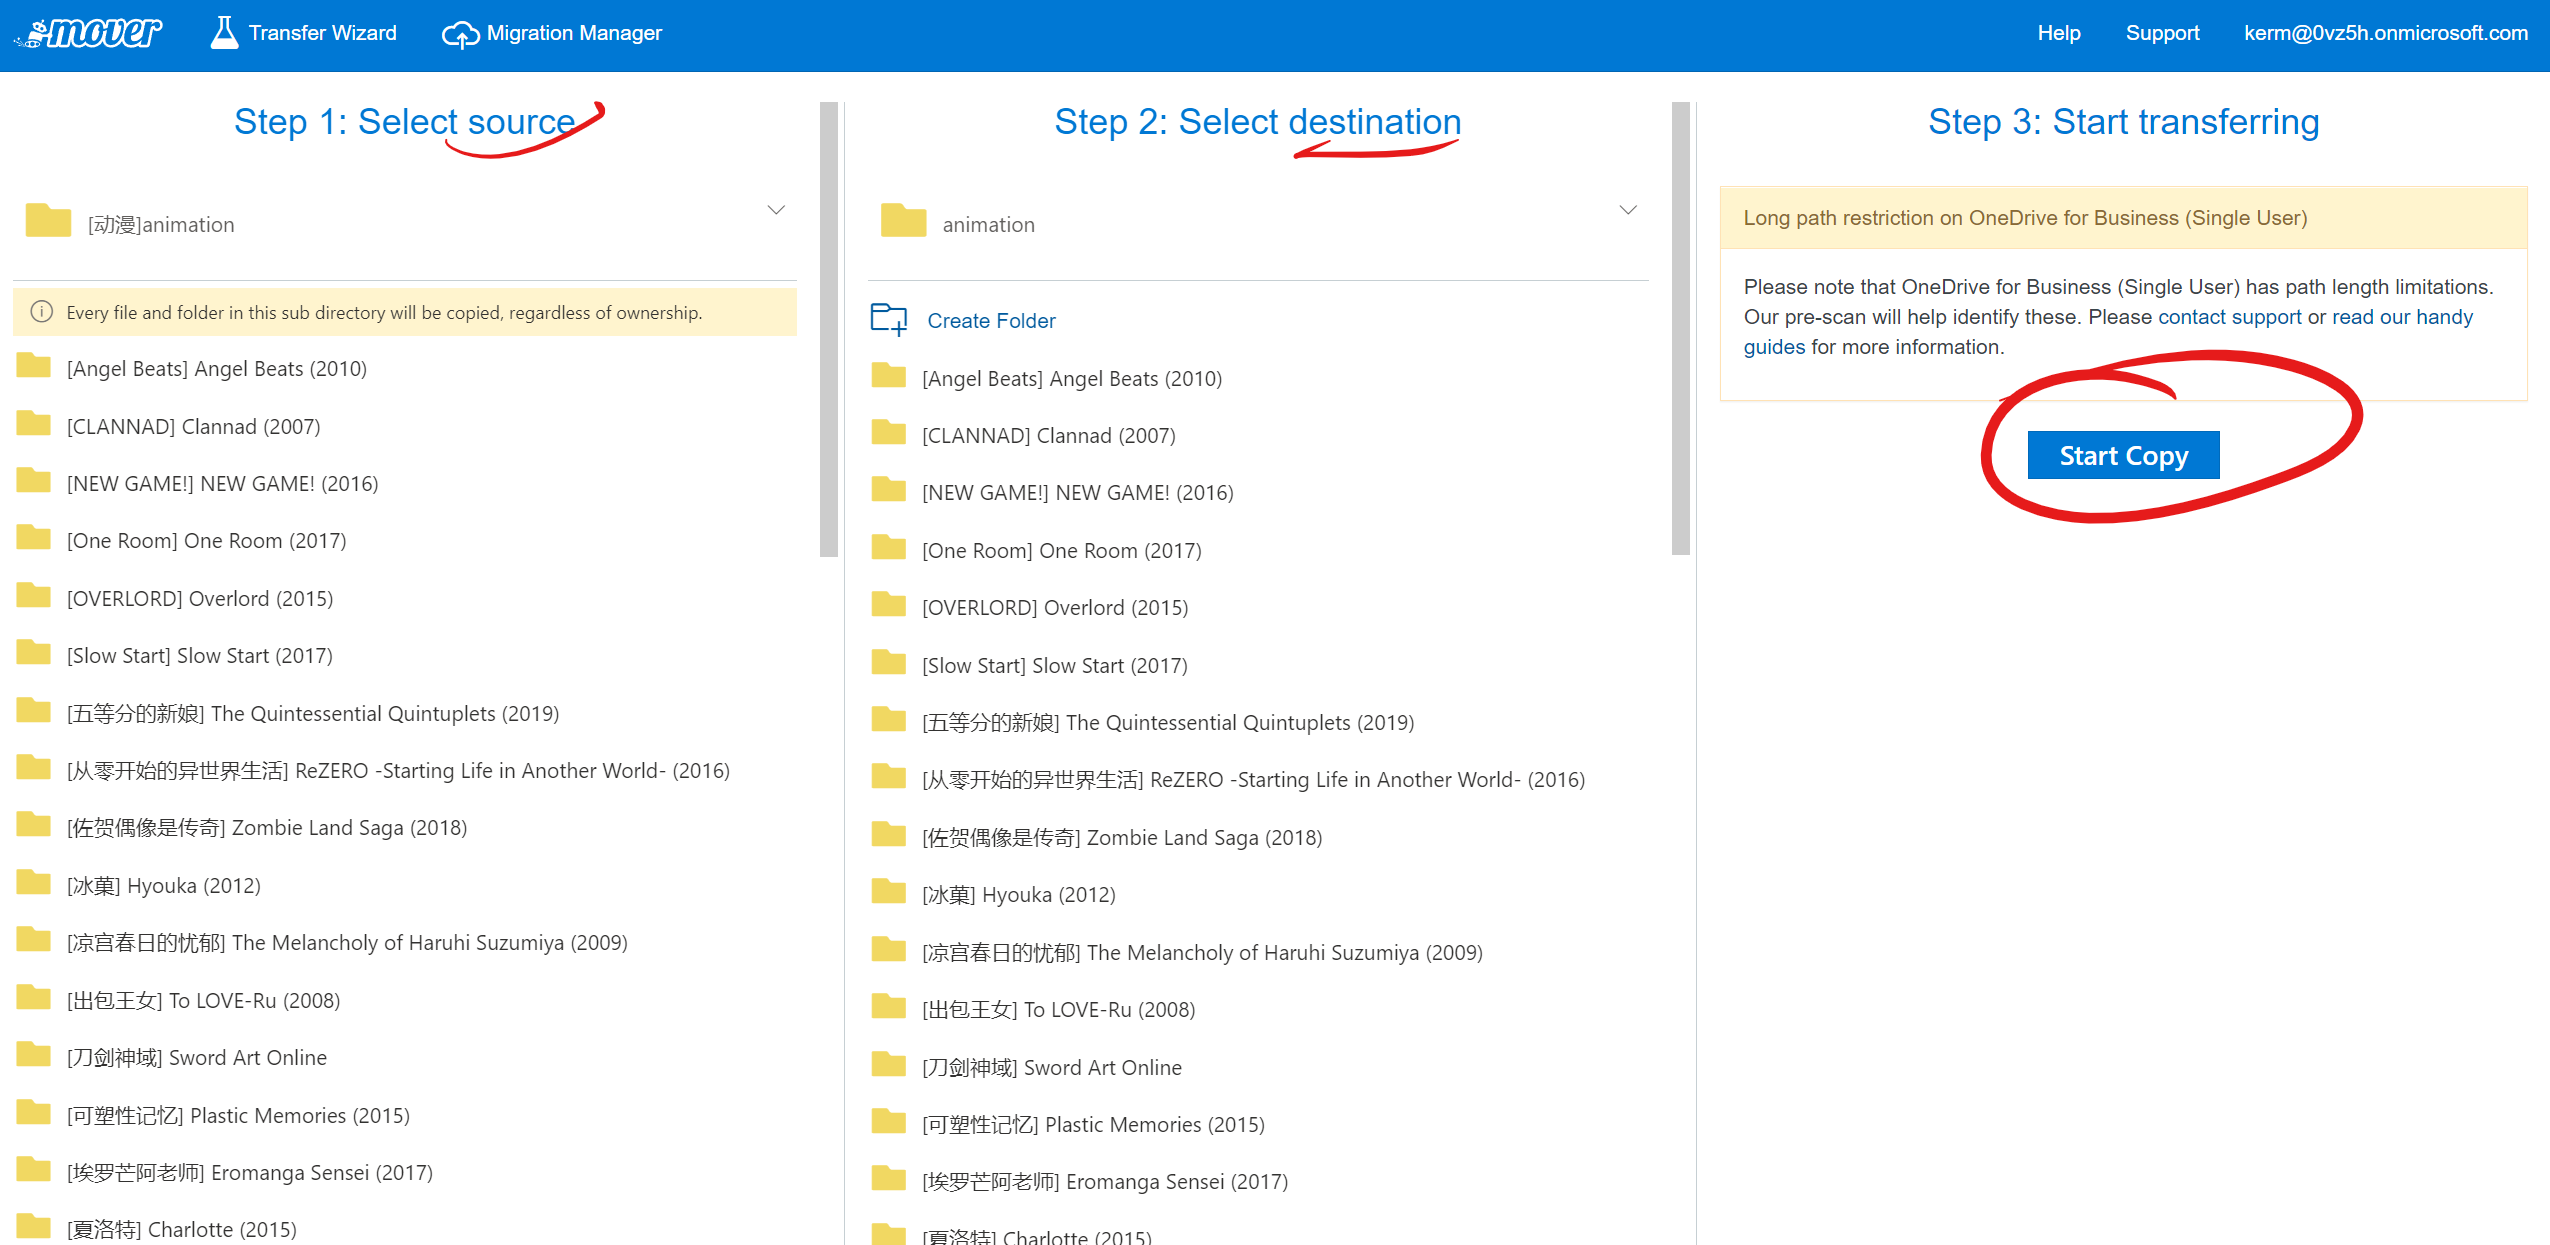 mover
Transfer Wizard
Migration Manager
Help
Support
kerm@0vz5h.onmicrosoft.com
Step 1: Select source
[动漫]animation
Every file and folder in this sub directory will be copied, regardless of ownership.
[Angel Beats] Angel Beats (2010)
[CLANNAD] Clannad (2007)
[NEW GAME!] NEW GAME! (2016)
[One Room] One Room (2017)
[OVERLORD] Overlord (2015)
[Slow Start] Slow Start (2017)
[五等分的新娘] The Quintessential Quintuplets (2019)
[从零开始的异世界生活] ReZERO -Starting Life in Another World- (2016)
[佐贺偶像是传奇] Zombie Land Saga (2018)
[冰菓] Hyouka (2012)
[凉宫春日的忧郁] The Melancholy of Haruhi Suzumiya (2009)
[出包王女] To LOVE-Ru (2008)
[刀剑神域] Sword Art Online
[可塑性记忆] Plastic Memories (2015)
[埃罗芒阿老师] Eromanga Sensei (2017)
[夏洛特] Charlotte (2015)
Step 2: Select destination
animation
Create Folder
[Angel Beats] Angel Beats (2010)
[CLANNAD] Clannad (2007)
[NEW GAME!] NEW GAME! (2016)
[One Room] One Room (2017)
[OVERLORD] Overlord (2015)
[Slow Start] Slow Start (2017)
[五等分的新娘] The Quintessential Quintuplets (2019)
[从零开始的异世界生活] ReZERO -Starting Life in Another World- (2016)
[佐贺偶像是传奇] Zombie Land Saga (2018)
[冰菓] Hyouka (2012)
[凉宫春日的忧郁] The Melancholy of Haruhi Suzumiya (2009)
[出包王女] To LOVE-Ru (2008)
[刀剑神域] Sword Art Online
[可塑性记忆] Plastic Memories (2015)
[埃罗芒阿老师] Eromanga Sensei (2017)
[夏洛特] Charlotte (2015)
Step 3: Start transferring
Long path restriction on OneDrive for Business (Single User)
Please note that OneDrive for Business (Single User) has path length limitations.
Our pre-scan will help identify these. Please contact support or read our handy
guides for more information.
Start Copy